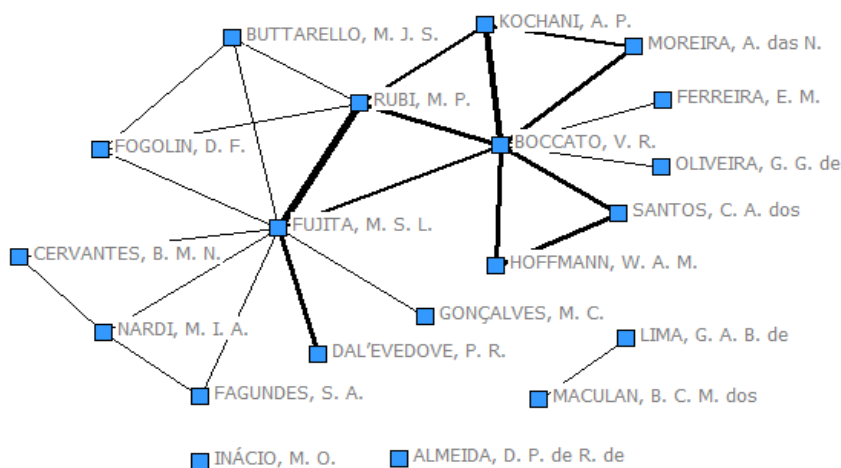 KOCHANI, A. P.
BUTTARELLO, M. J. S.
MOREIRA, A. das N.
RUBI, M. P.
FERREIRA, E. M.
BOCCATO, V. R.
FOGOLIN, D. F.
OLIVEIRA, G. G. de
SANTOS, C. A. dos
FUJITA, M. S. L.
CERVANTES, B. M. N.
HOFFMANN, W. A. M.
GONÇALVES, M. C.
NARDI, M. I. A.
LIMA, G. A. B. de
DAL'EVEDOVE, P. R.
FAGUNDES, S. A.
MACULAN, B. C. M. dos
INÁCIO, M. O.
ALMEIDA, D. P. de R. de